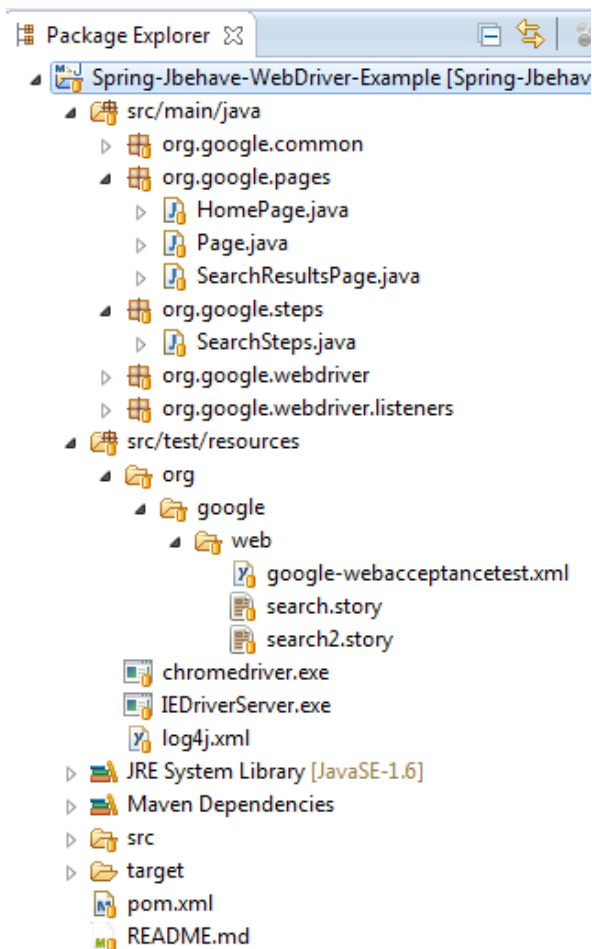 Package Explorer
Spring-Jbehave-WebDriver-Example [Spring-Jbehav
src/main/java
org.google.common
org.google.pages
HomePage.java
Page.java
SearchResultsPage.java
org.google.steps
SearchSteps.java
org.google.webdriver
org.google.webdriver.listeners
src/test/resources
org
google
web
google-webacceptancetest.xml
search.story
search2.story
chromedriver.exe
IEDriverServer.exe
log4j.xml
JRE System Library [JavaSE-1.6]
Maven Dependencies
src
target
pom.xml
README.md